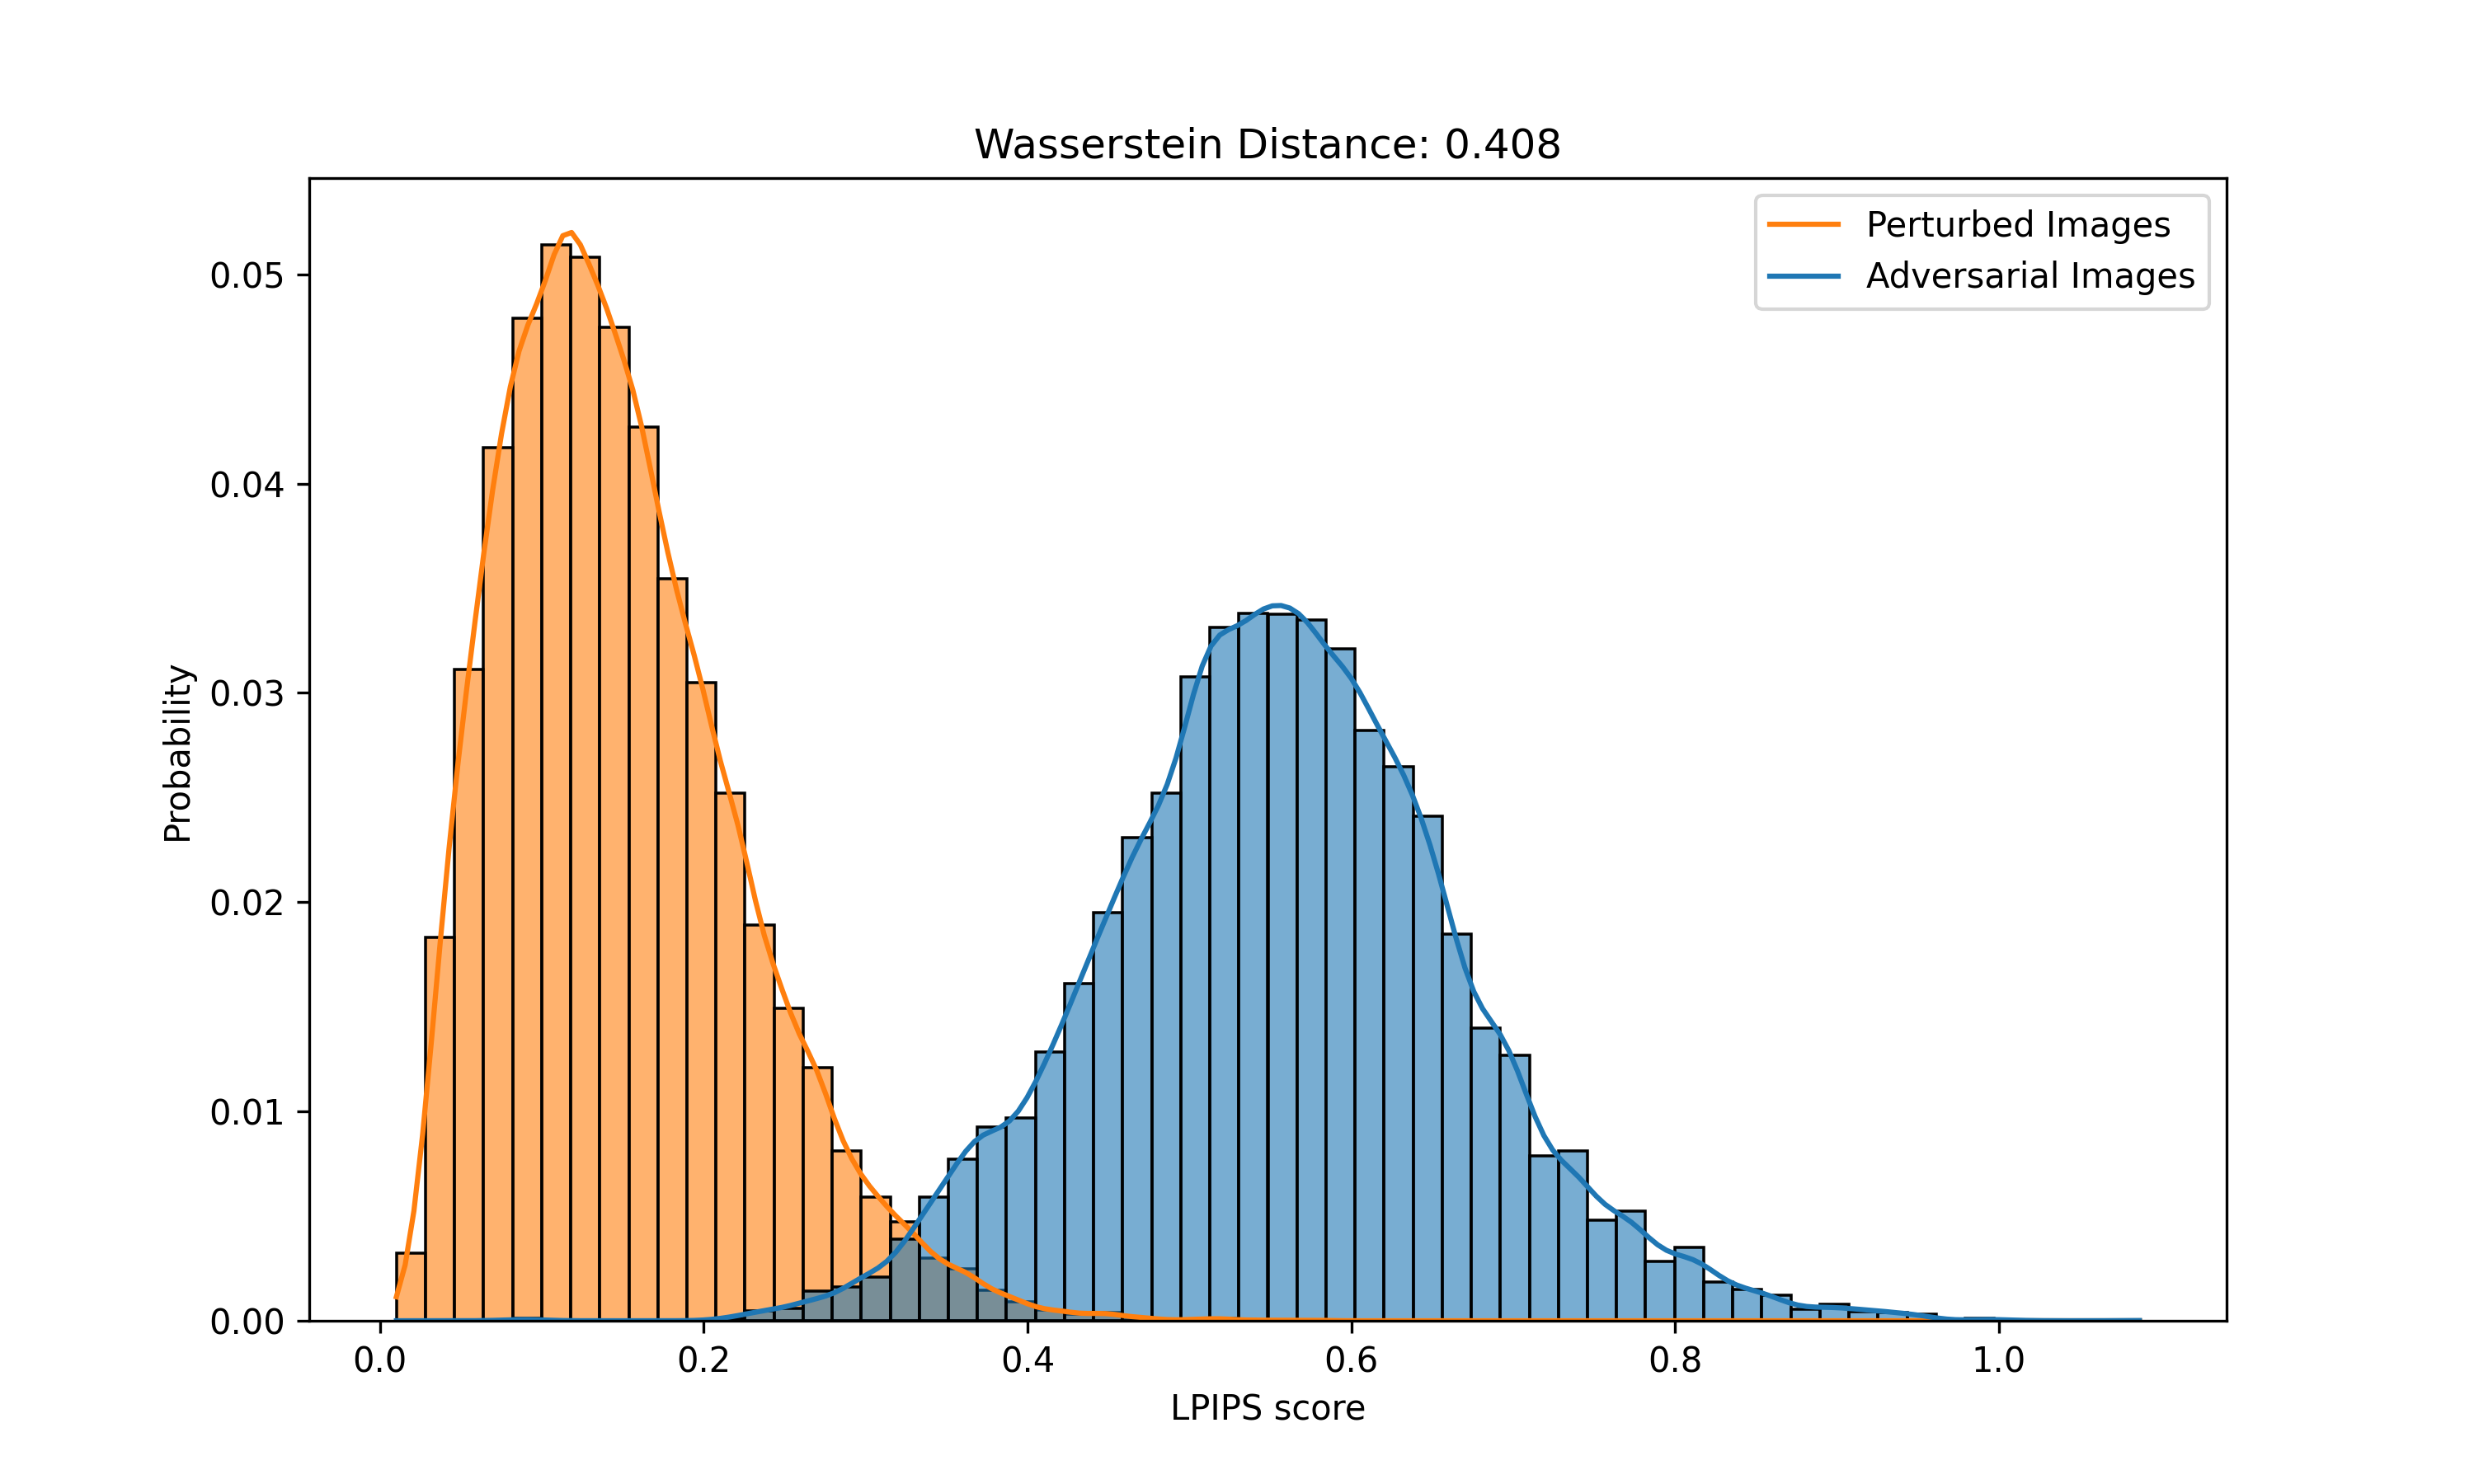 Wasserstein Distance: 0.408
Perturbed Images
Adversarial Images
Probability
0.05
0.04
0.03
0.02
0.01
0.00
0.0 0.2 0.4 0.6 0.8 1.0
LPIPS score